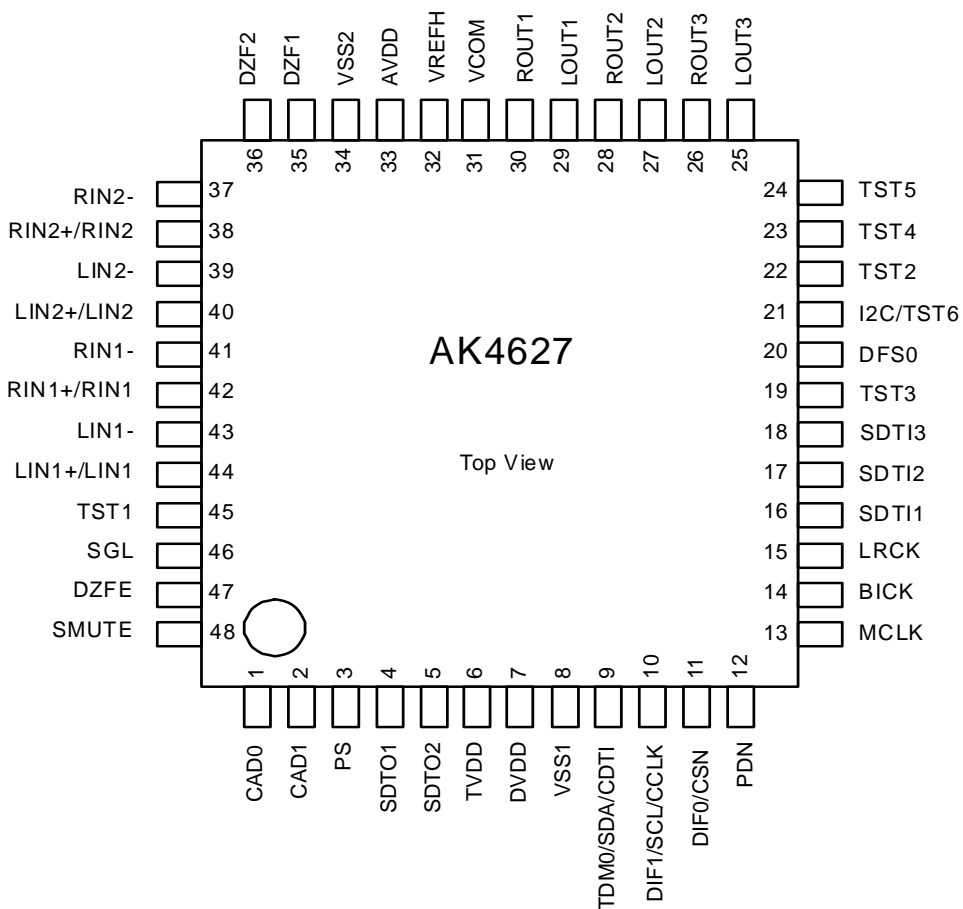 DZF2
DZF1
VSS2
AVDD
VREFH
VCOM
ROUT1
LOUT1
ROUT2
LOUT2
ROUT3
LOUT3
36
35
34
33
32
31
30
29
28
27
26
25
RIN2- 37
RIN2+/RIN2 38
LIN2- 39
LIN2+/LIN2 40
RIN1- 41
RIN1+/RIN1 42
LIN1- 43
LIN1+/LIN1 44
TST1 45
SGL 46
DZFE 47
SMUTE 48
AK4627
Top View
24 TST5
23 TST4
22 TST2
21 I2C/TST6
20 DFS0
19 TST3
18 SDTI3
17 SDTI2
16 SDTI1
15 LRCK
14 BICK
13 MCLK
1
2
3
4
5
6
7
8
9
10
11
12
CAD0
CAD1
PS
SDTO1
SDTO2
TVDD
DVDD
VSS1
TDM0/SDA/CDTI
DIF1/SCL/CCLK
DIF0/CSN
PDN